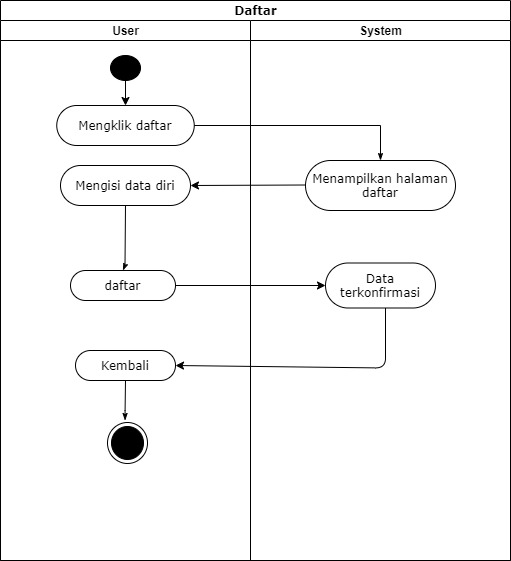 Daftar
User
System
Mengklik daftar
Menampilkan halaman
daftar
Mengisi data diri
daftar
Data
terkonfirmasi
Kembali